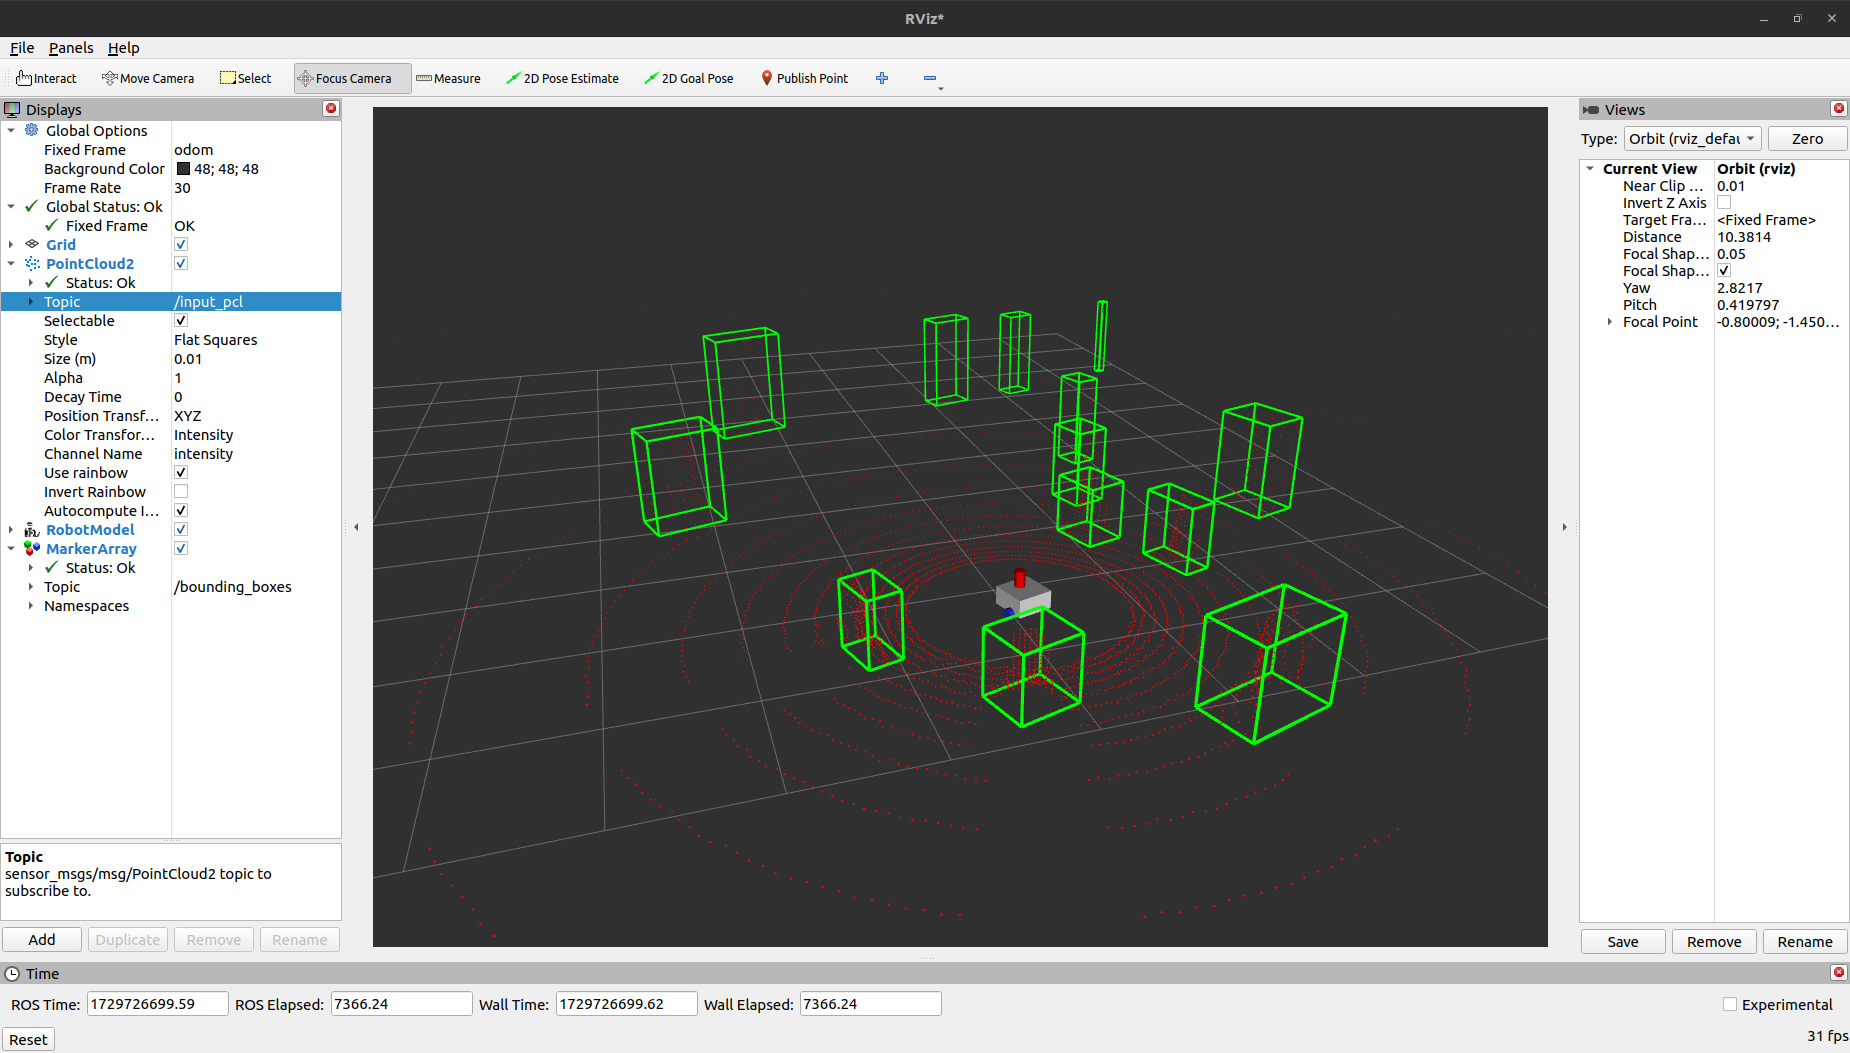 RViz*
File Panels Help
Interact Move Camera Select Focus Camera Measure 2D Pose Estimate 2D Goal Pose Publish Point
Displays
Global Options
Fixed Frame odom
Background Color 48; 48; 48
Frame Rate 30
Global Status: Ok
Fixed Frame OK
Grid
PointCloud2
Status: Ok
Topic /input_pcl
Selectable
Style Flat Squares
Size (m) 0.01
Alpha 1
Decay Time 0
Position Transf... XYZ
Color Transfor... Intensity
Channel Name intensity
Use rainbow
Invert Rainbow
Autocompute I...
RobotModel
MarkerArray
Status: Ok
Topic /bounding_boxes
Namespaces
Topic
sensor_msgs/msg/PointCloud2 topic to
subscribe to.
Add Duplicate Remove Rename
Views
Type: Orbit (rviz_defau Zero
Current View Orbit (rviz)
Near Clip ... 0.01
Invert Z Axis
Target Fra... <Fixed Frame>
Distance 10.3814
Focal Shap... 0.05
Focal Shap...
Yaw 2.8217
Pitch 0.419797
Focal Point -0.80009; -1.450...
Save Remove Rename
Time
ROS Time: 1729726699.59 ROS Elapsed: 7366.24 Wall Time: 1729726699.62 Wall Elapsed: 7366.24 Experimental
Reset 31 fps